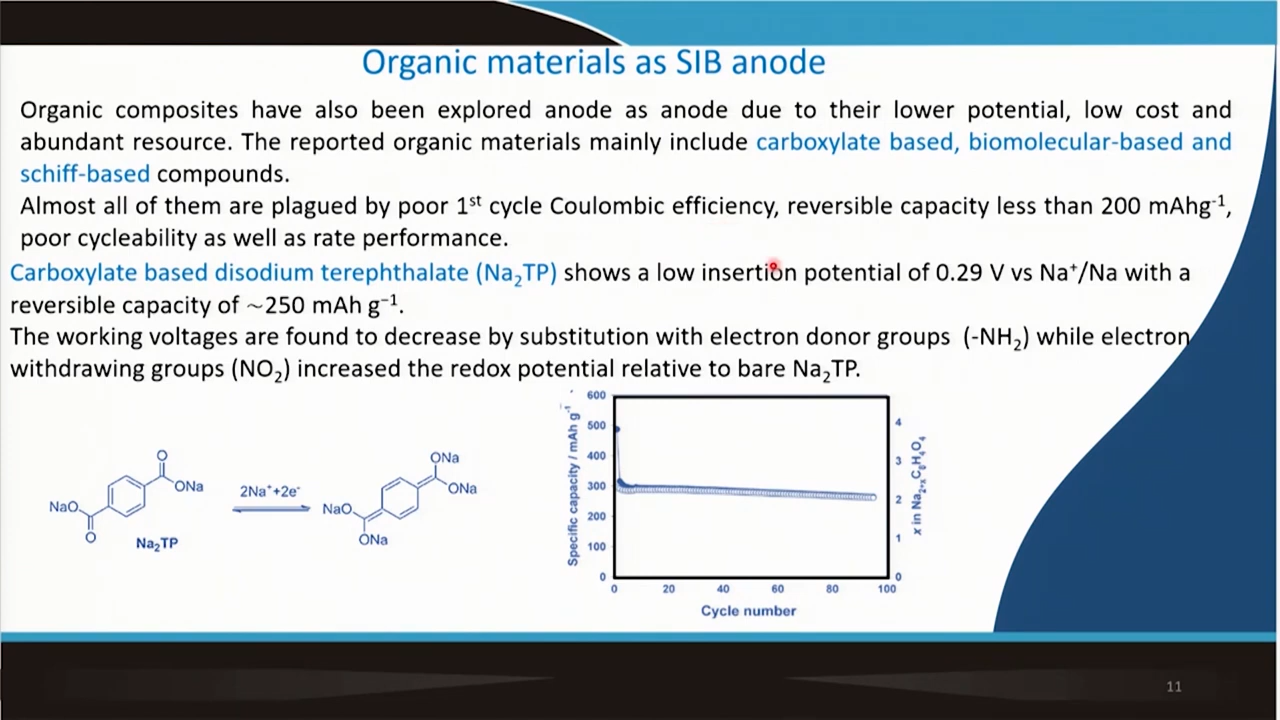 Organic materials as SIB anode
Organic composites have also been explored anode as anode due to their lower potential, low cost and
abundant resource. The reported organic materials mainly include carboxylate based, biomolecular-based and
schiff-based compounds.
Almost all of them are plagued by poor 1st cycle Coulombic efficiency, reversible capacity less than 200 mAhg-1,
poor cycleability as well as rate performance.
Carboxylate based disodium terephthalate (Na2TP) shows a low insertion potential of 0.29 V vs Na+/Na with a
reversible capacity of ~250 mAh g−1.
The working voltages are found to decrease by substitution with electron donor groups (-NH2) while electron
withdrawing groups (NO2) increased the redox potential relative to bare Na2TP.
O
ONa
NaO
O
Na2TP
2Na++2e-
ONa
ONa
NaO
ONa
Specific capacity / mAh g-1
600
500
400
300
200
100
0
0 20 40 60 80 100
Cycle number
4
3
2
1
0
x in Na2+xC8H4O4
11